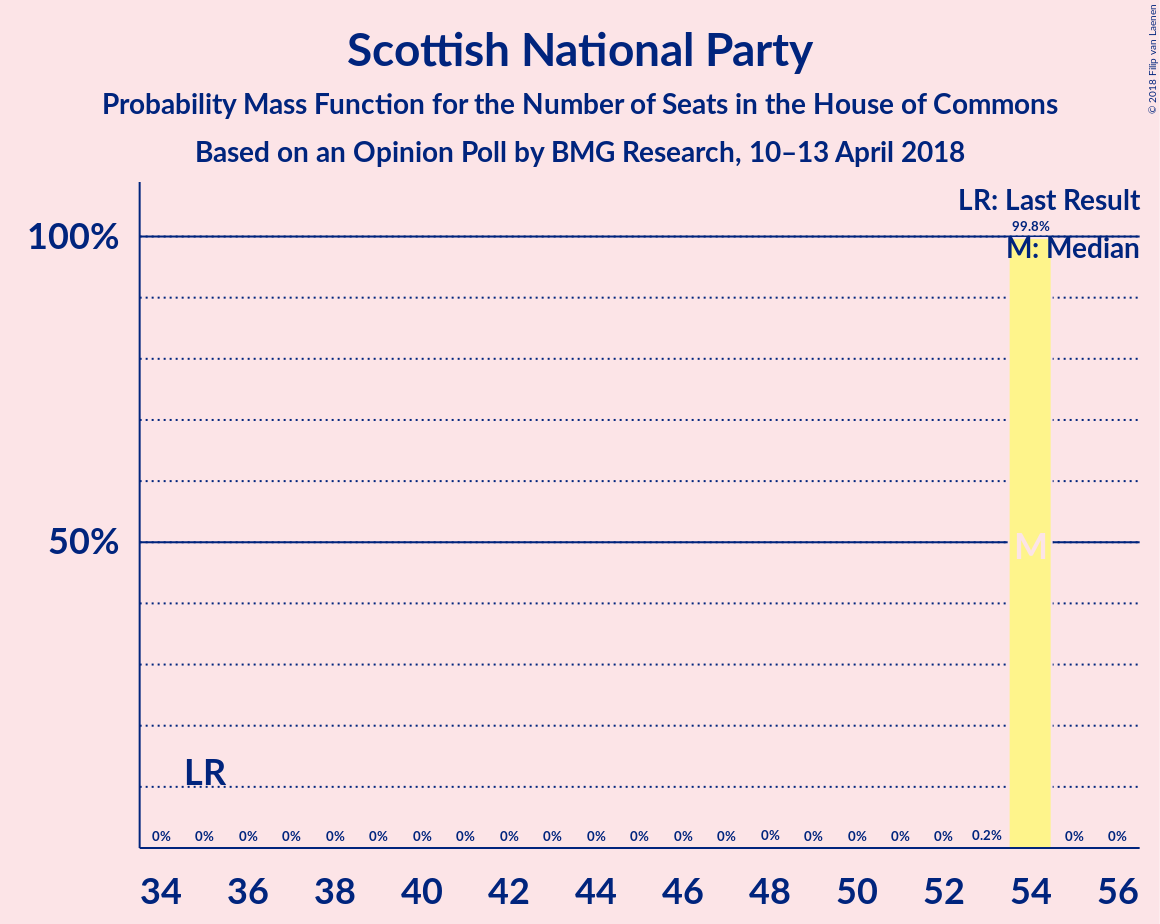 Scottish National Party
Probability Mass Function for the Number of Seats in the House of Commons
Based on an Opinion Poll by BMG Research, 10–13 April 2018
© 2018 Filip van Laenen
LR: Last Result
99.8%
M: Median
100%
50%
M
LR
0% 0% 0% 0% 0% 0% 0% 0% 0% 0% 0% 0% 0% 0% 0% 0% 0% 0% 0% 0.2% 0% 0%
34 36 38 40 42 44 46 48 50 52 54 56